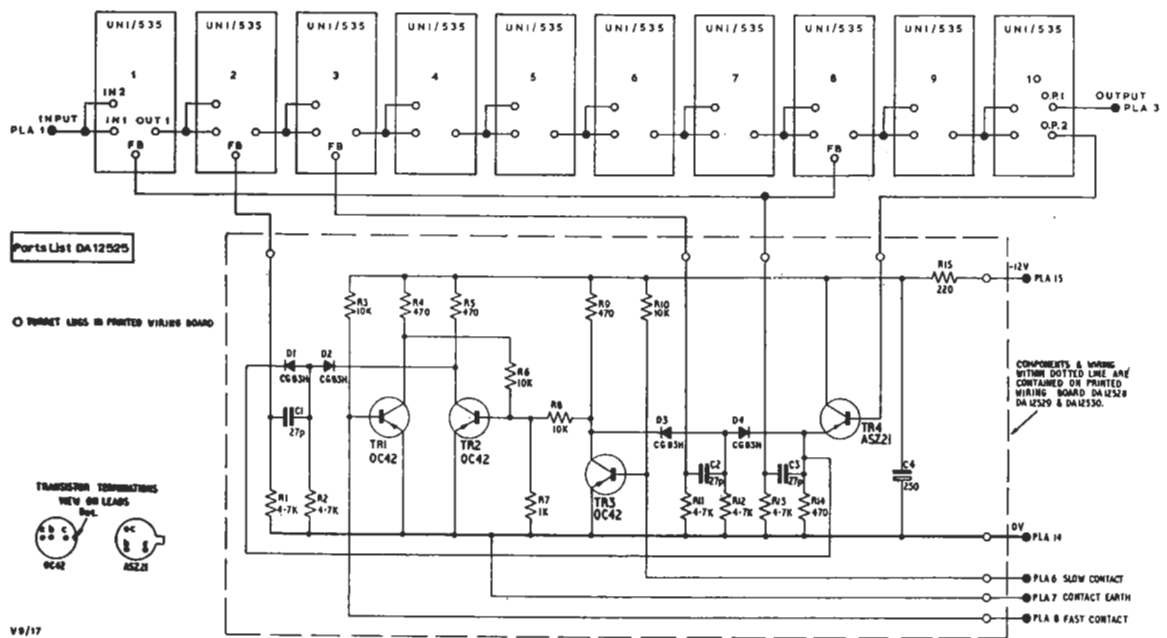 UNI/535 UNI/535 UNI/535 UNI/535 UNI/535 UNI/535 UNI/535 UNI/535 UNI/535 UNI/535
1 2 3 4 5 6 7 8 9 10
IN2 O.P.1 OUTPUT
INPUT PLA 3
PLA 1 IN1 OUT 1 O.P.2
FB FB FB FB
Parts List DA12525
R15
220
-12V
PLA 15
R3
10K
R4
470
R5
470
R9
470
R10
10K
O TURRET LUGS IN PRINTED WIRING BOARD
D1
CG83H
D2
CG83H
R6
10K
R8
10K
COMPONENTS & WIRING
WITHIN DOTTED LINE ARE
CONTAINED ON PRINTED
WIRING BOARD DA12528
DA12529 & DA12530.
C1
27p
TR1
OC42
TR2
OC42
D3
CG83H
D4
CG83H
TR4
ASZ21
R7
1K
TR3
OC42
C2
27p
C3
27p
C4
250
TRANSISTOR TERMINATIONS
VIEW ON LEADS
Dot.
R1
4·7K
R2
4·7K
R11
4·7K
R12
4·7K
R13
4·7K
R14
470
e b c
OC42
ASZ21
0V
PLA 14
PLA 6 SLOW CONTACT
PLA 7 CONTACT EARTH
PLA 8 FAST CONTACT
V9/17